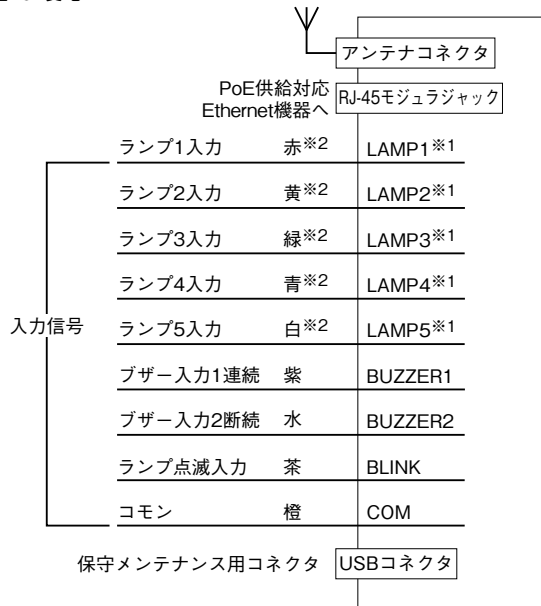 アンテナコネクタ
PoE供給対応
Ethernet機器へ
RJ-45モジュラジャック
ランプ1入力 赤※2 LAMP1※1
ランプ2入力 黄※2 LAMP2※1
ランプ3入力 緑※2 LAMP3※1
ランプ4入力 青※2 LAMP4※1
入力信号
ランプ5入力 白※2 LAMP5※1
ブザー入力1連続 紫 BUZZER1
ブザー入力2断続 水 BUZZER2
ランプ点滅入力 茶 BLINK
コモン 橙 COM
保守メンテナンス用コネクタ USBコネクタ